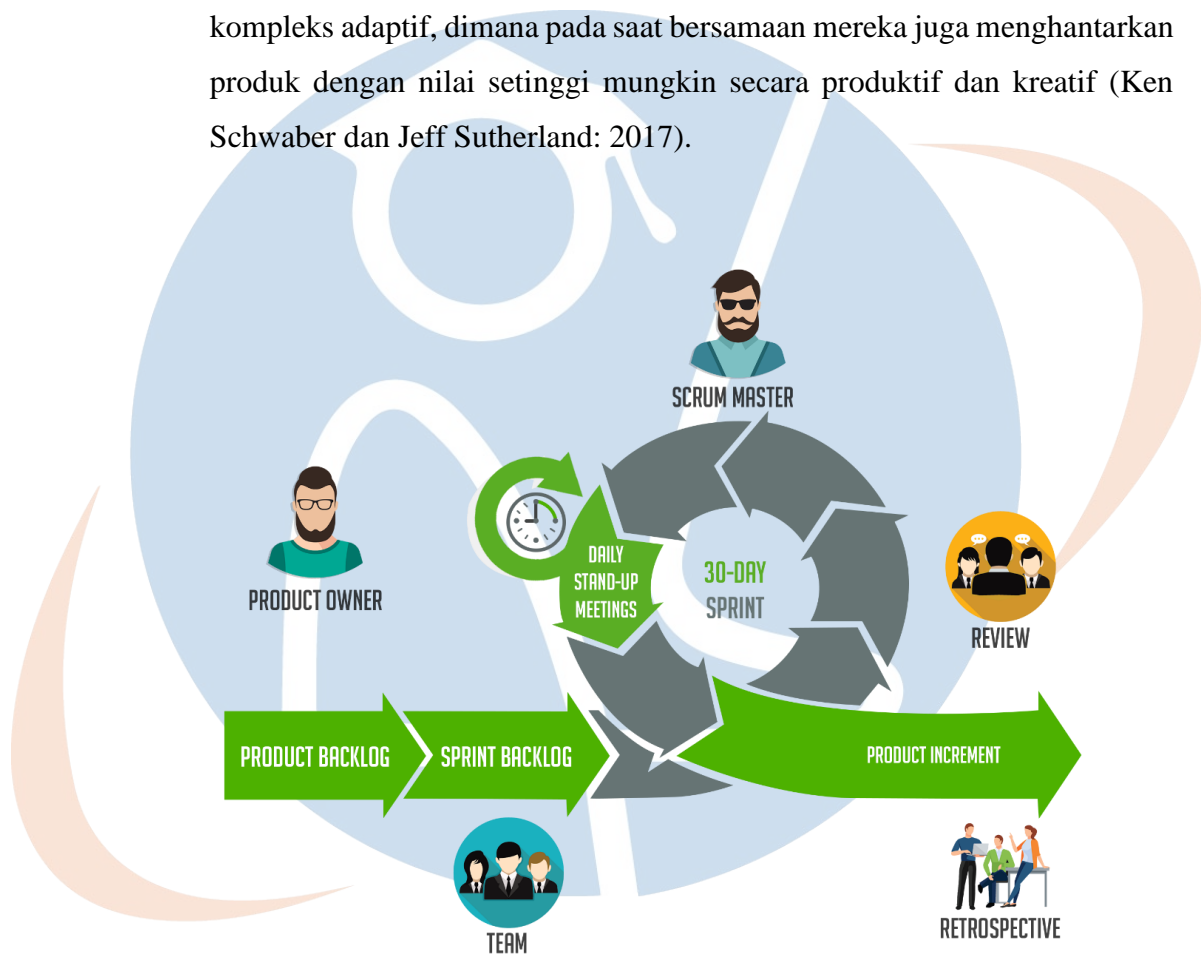 kompleks adaptif, dimana pada saat bersamaan mereka juga menghantarkan
produk dengan nilai setinggi mungkin secara produktif dan kreatif (Ken
Schwaber dan Jeff Sutherland: 2017).
SCRUM MASTER
PRODUCT OWNER
DAILY
STAND-UP
MEETINGS
30-DAY
SPRINT
REVIEW
PRODUCT BACKLOG
SPRINT BACKLOG
PRODUCT INCREMENT
TEAM
RETROSPECTIVE